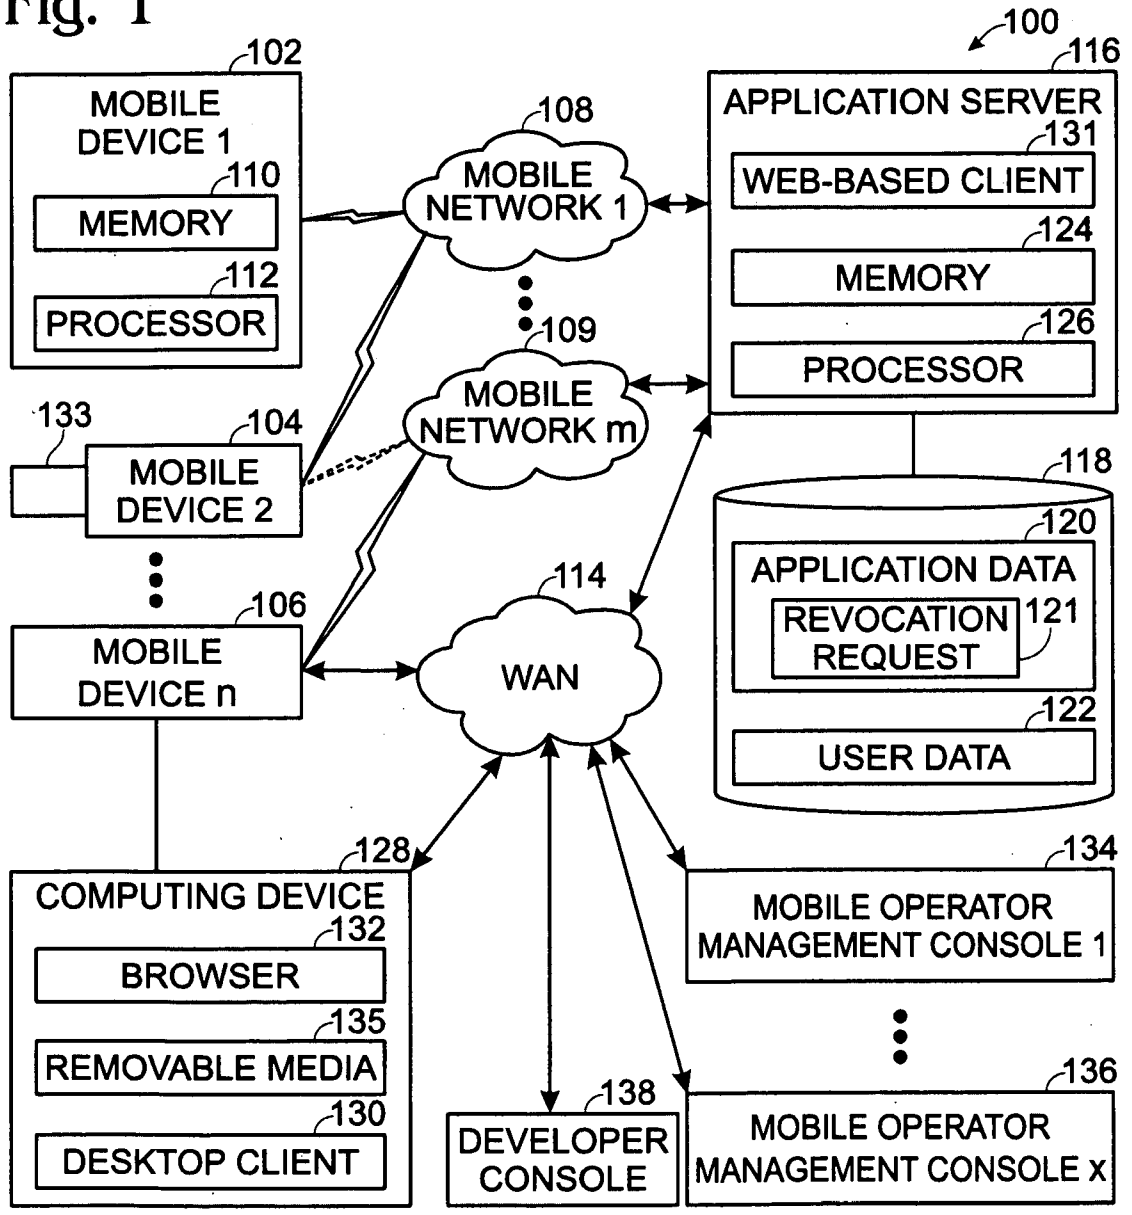 Fig. 1
100
102
MOBILE
DEVICE 1
110
MEMORY
112
PROCESSOR
133
104
MOBILE
DEVICE 2
106
MOBILE
DEVICE n
108
MOBILE
NETWORK 1
109
MOBILE
NETWORK m
114
WAN
116
APPLICATION SERVER
131
WEB-BASED CLIENT
124
MEMORY
126
PROCESSOR
118
120
APPLICATION DATA
REVOCATION
REQUEST
121
122
USER DATA
128
COMPUTING DEVICE
132
BROWSER
135
REMOVABLE MEDIA
130
DESKTOP CLIENT
138
DEVELOPER
CONSOLE
134
MOBILE OPERATOR
MANAGEMENT CONSOLE 1
136
MOBILE OPERATOR
MANAGEMENT CONSOLE x